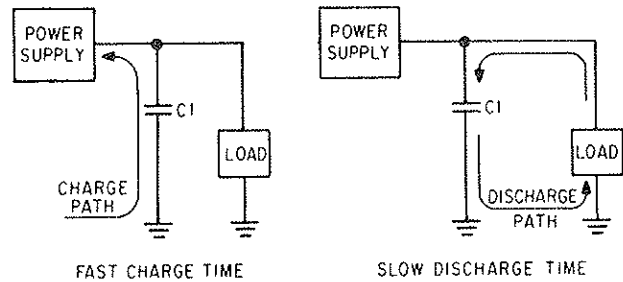 POWER
SUPPLY
C1
LOAD
CHARGE
PATH
FAST CHARGE TIME
POWER
SUPPLY
C1
LOAD
DISCHARGE
PATH
SLOW DISCHARGE TIME